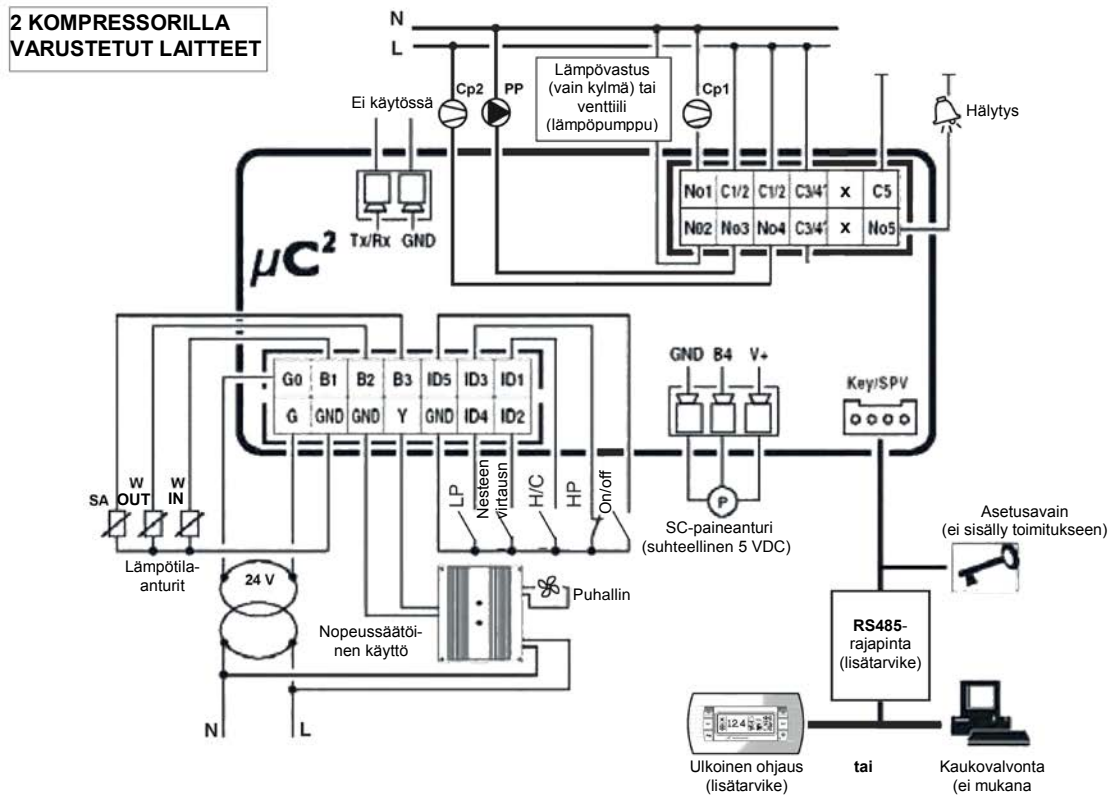 2 KOMPRESSORILLA
VARUSTETUT LAITTEET
N
L
Cp2
PP
Lämpövastus
(vain kylmä) tai
venttiili
(lämpöpumppu)
Cp1
Ei käytössä
Hälytys
No1 C1/2 C1/2 C3/4 x C5
N02 No3 No4 C3/4 x No5
Tx/Rx GND
µC²
G0 B1 B2 B3 ID5 ID3 ID1
G GND GND Y GND ID4 ID2
GND B4 V+
Key/SPV
SA
W
OUT
W
IN
LP
Nesteen
virtausn
H/C
HP
On/off
P
SC-paineanturi
(suhteellinen 5 VDC)
Asetusavain
(ei sisälly toimitukseen)
Lämpötila-
anturit
24 V
Puhallin
Nopeussäätöi-
nen käyttö
RS485-
rajapinta
(lisätarvike)
N
L
12.4
Ulkoinen ohjaus
(lisätarvike)
tai
Kaukovalvonta
(ei mukana